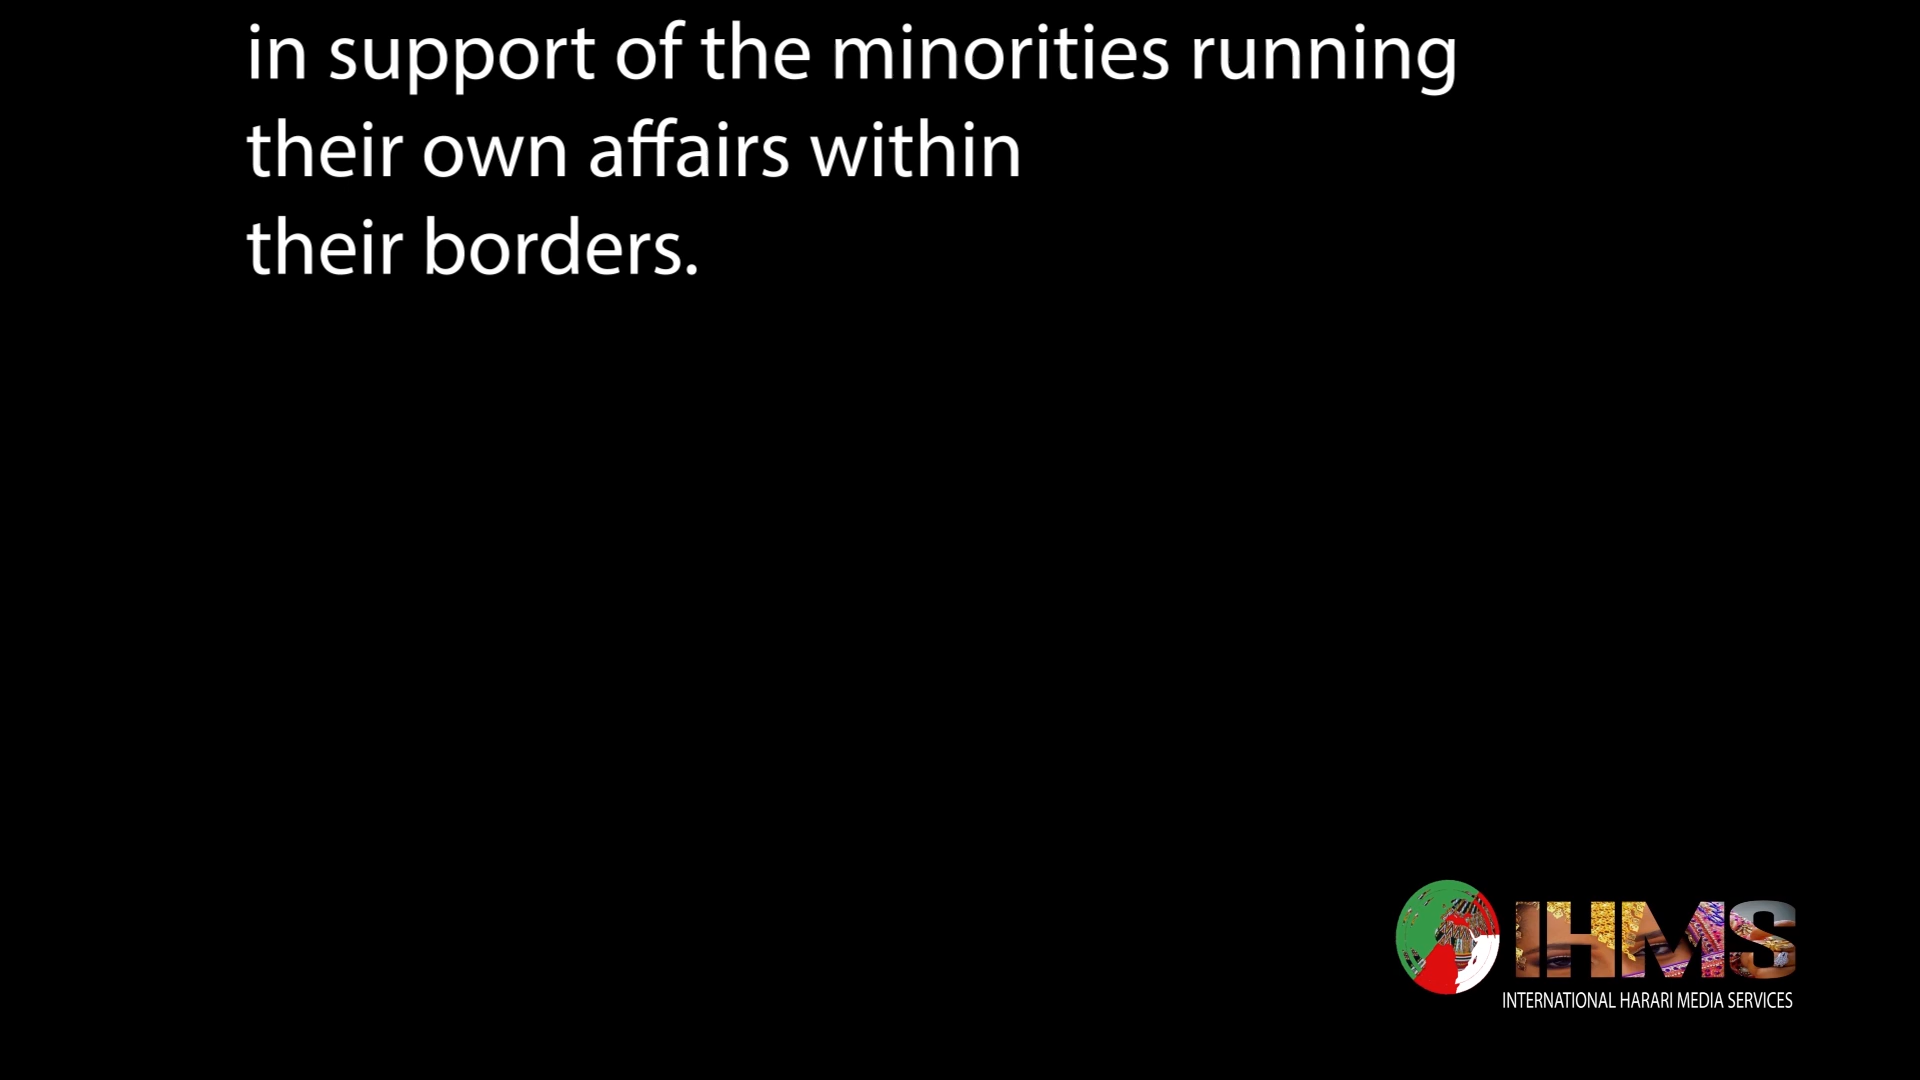 in support of the minorities running
their own affairs within
their borders.
IHMS
INTERNATIONAL HARARI MEDIA SERVICES